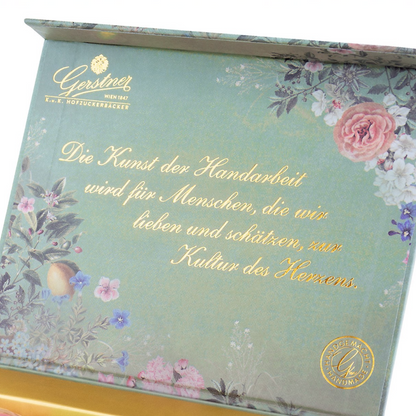 Gerstner
WIEN 1847
K.u.K. HOFZUCKERBÄCKER
Die Kunst der Handarbeit
wird für Menschen, die wir
lieben und schätzen, zur
Kultur des Herzens.